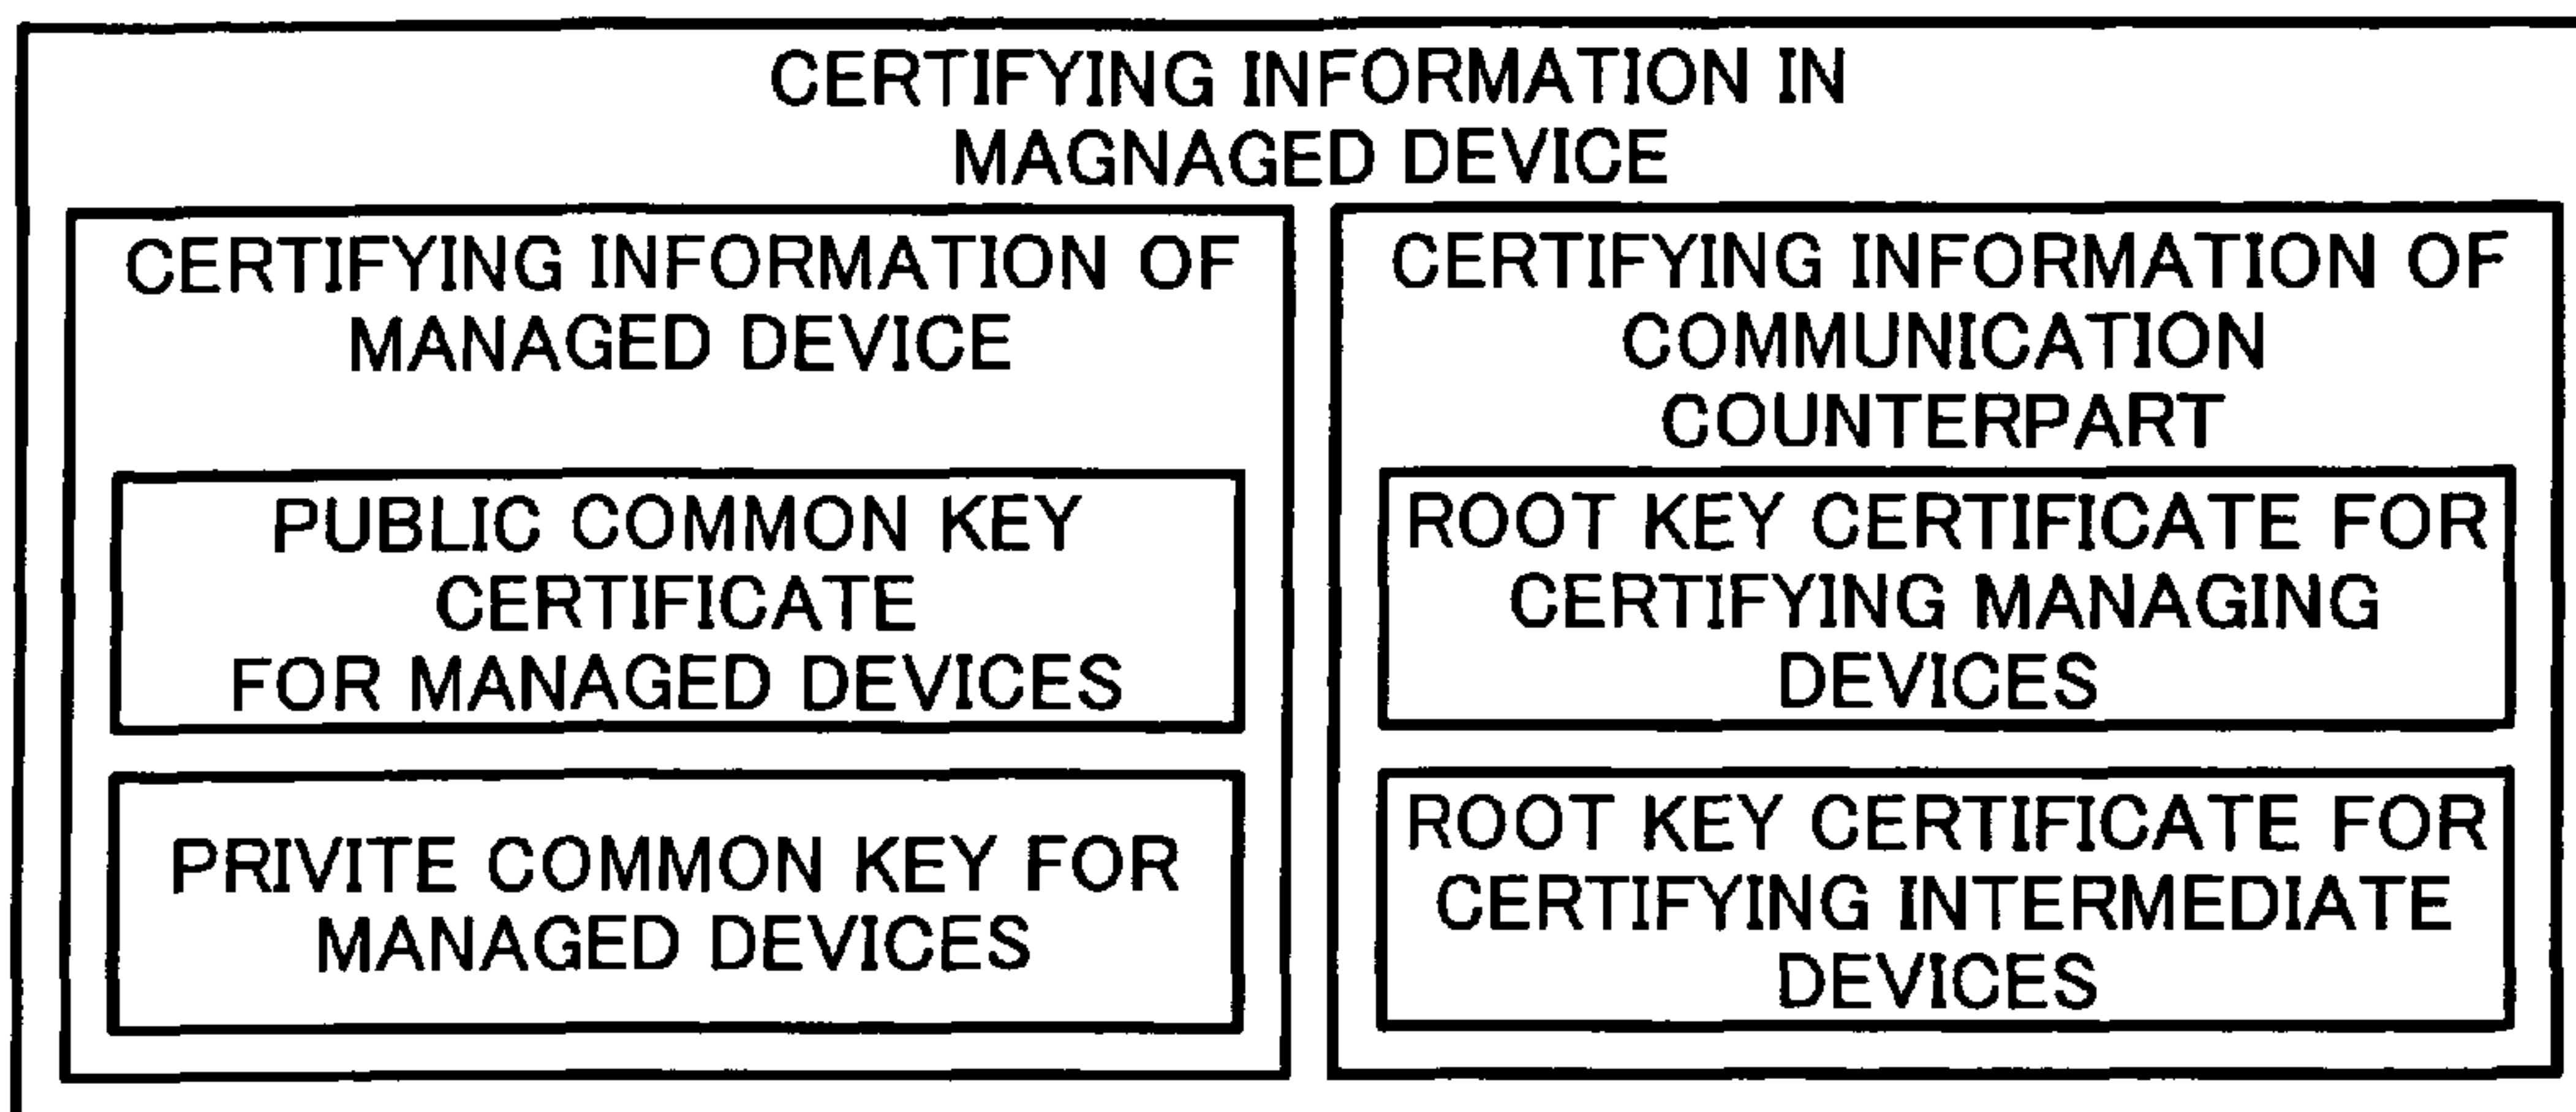 CERTIFYING INFORMATION IN
MAGNAGED DEVICE
CERTIFYING INFORMATION OF
MANAGED DEVICE
PUBLIC COMMON KEY
CERTIFICATE
FOR MANAGED DEVICES
PRIVITE COMMON KEY FOR
MANAGED DEVICES
CERTIFYING INFORMATION OF
COMMUNICATION
COUNTERPART
ROOT KEY CERTIFICATE FOR
CERTIFYING MANAGING
DEVICES
ROOT KEY CERTIFICATE FOR
CERTIFYING INTERMEDIATE
DEVICES